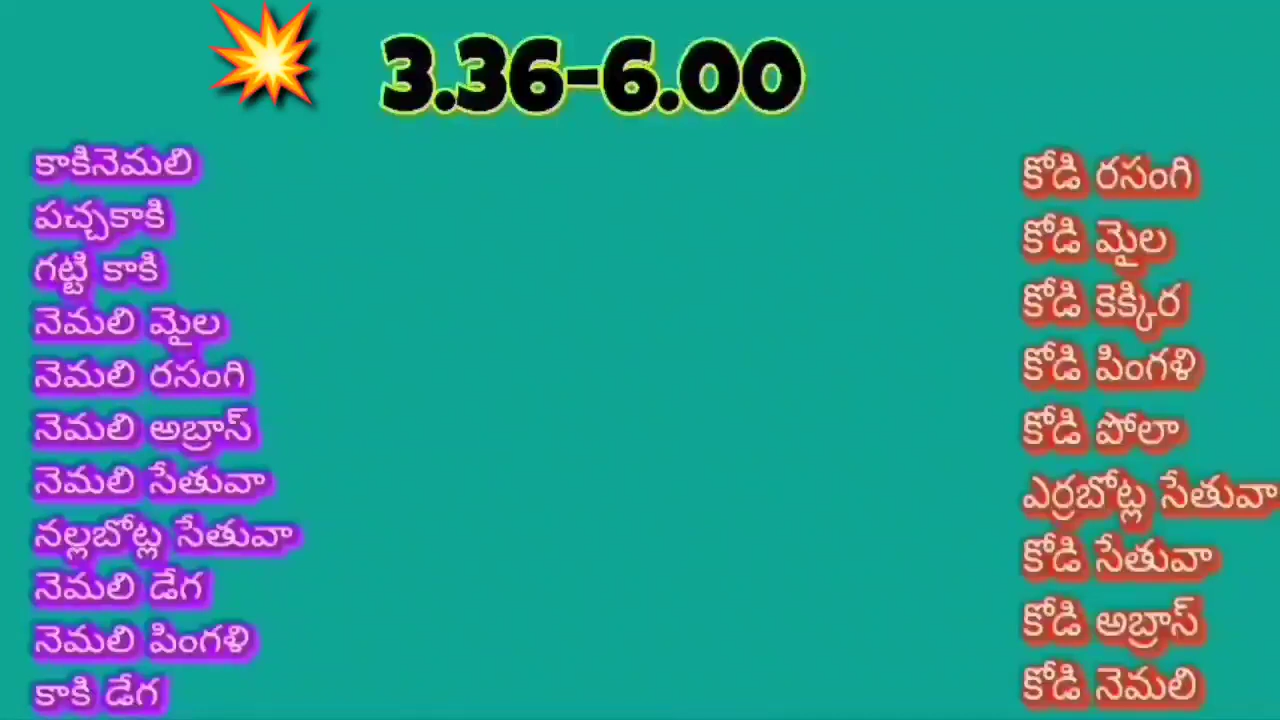 3.36-6.00
కాకినెమలి
పచ్చకాకి
గట్టి కాకి
నెమలి మైల
నెమలి రసంగి
నెమలి అబ్రాస్
నెమలి సేతువా
నల్లబోట్ల సేతువా
నెమలి డేగ
నెమలి పింగళి
కాకి డేగ
కోడి రసంగి
కోడి మైల
కోడి కెక్కిర
కోడి పింగళి
కోడి పోలా
ఎర్రబోట్ల సేతువా
కోడి సేతువా
కోడి అబ్రాస్
కోడి నెమలి